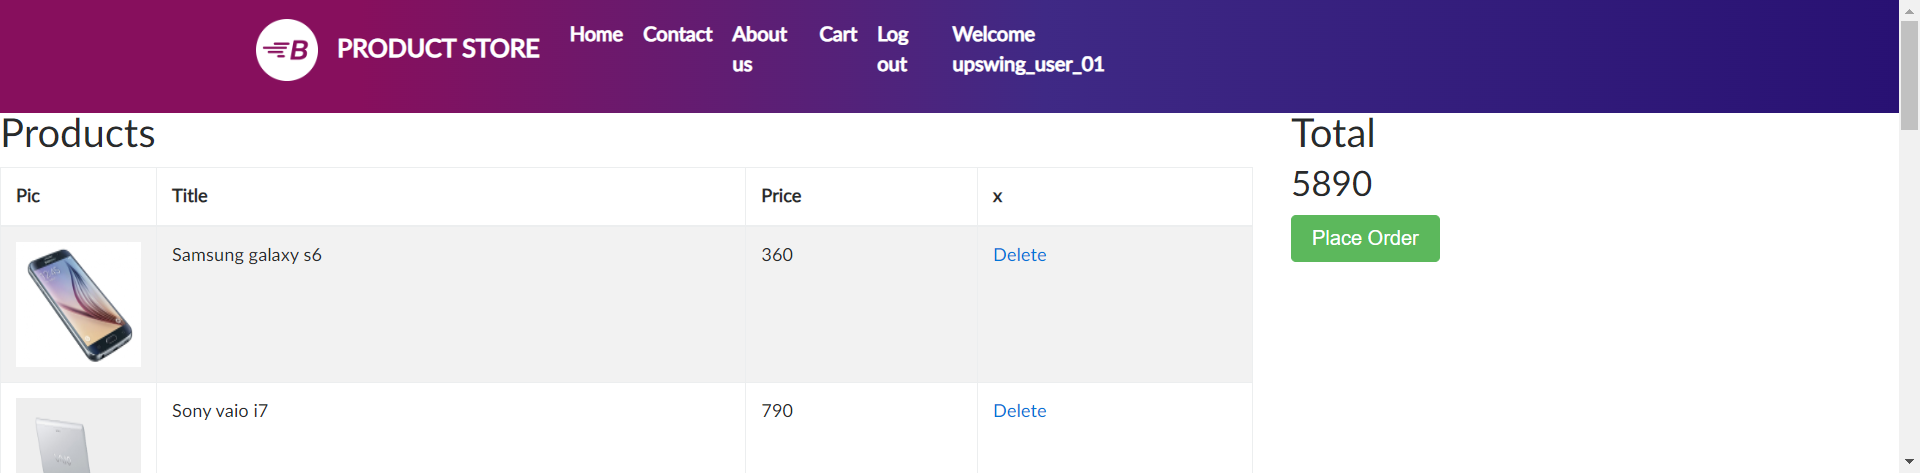 B PRODUCT STORE Home Contact About us Cart Log out Welcome upswing_user_01
Products
Total
5890
Place Order
Pic Title Price x
Samsung galaxy s6 360 Delete
Sony vaio i7 790 Delete
VAIO